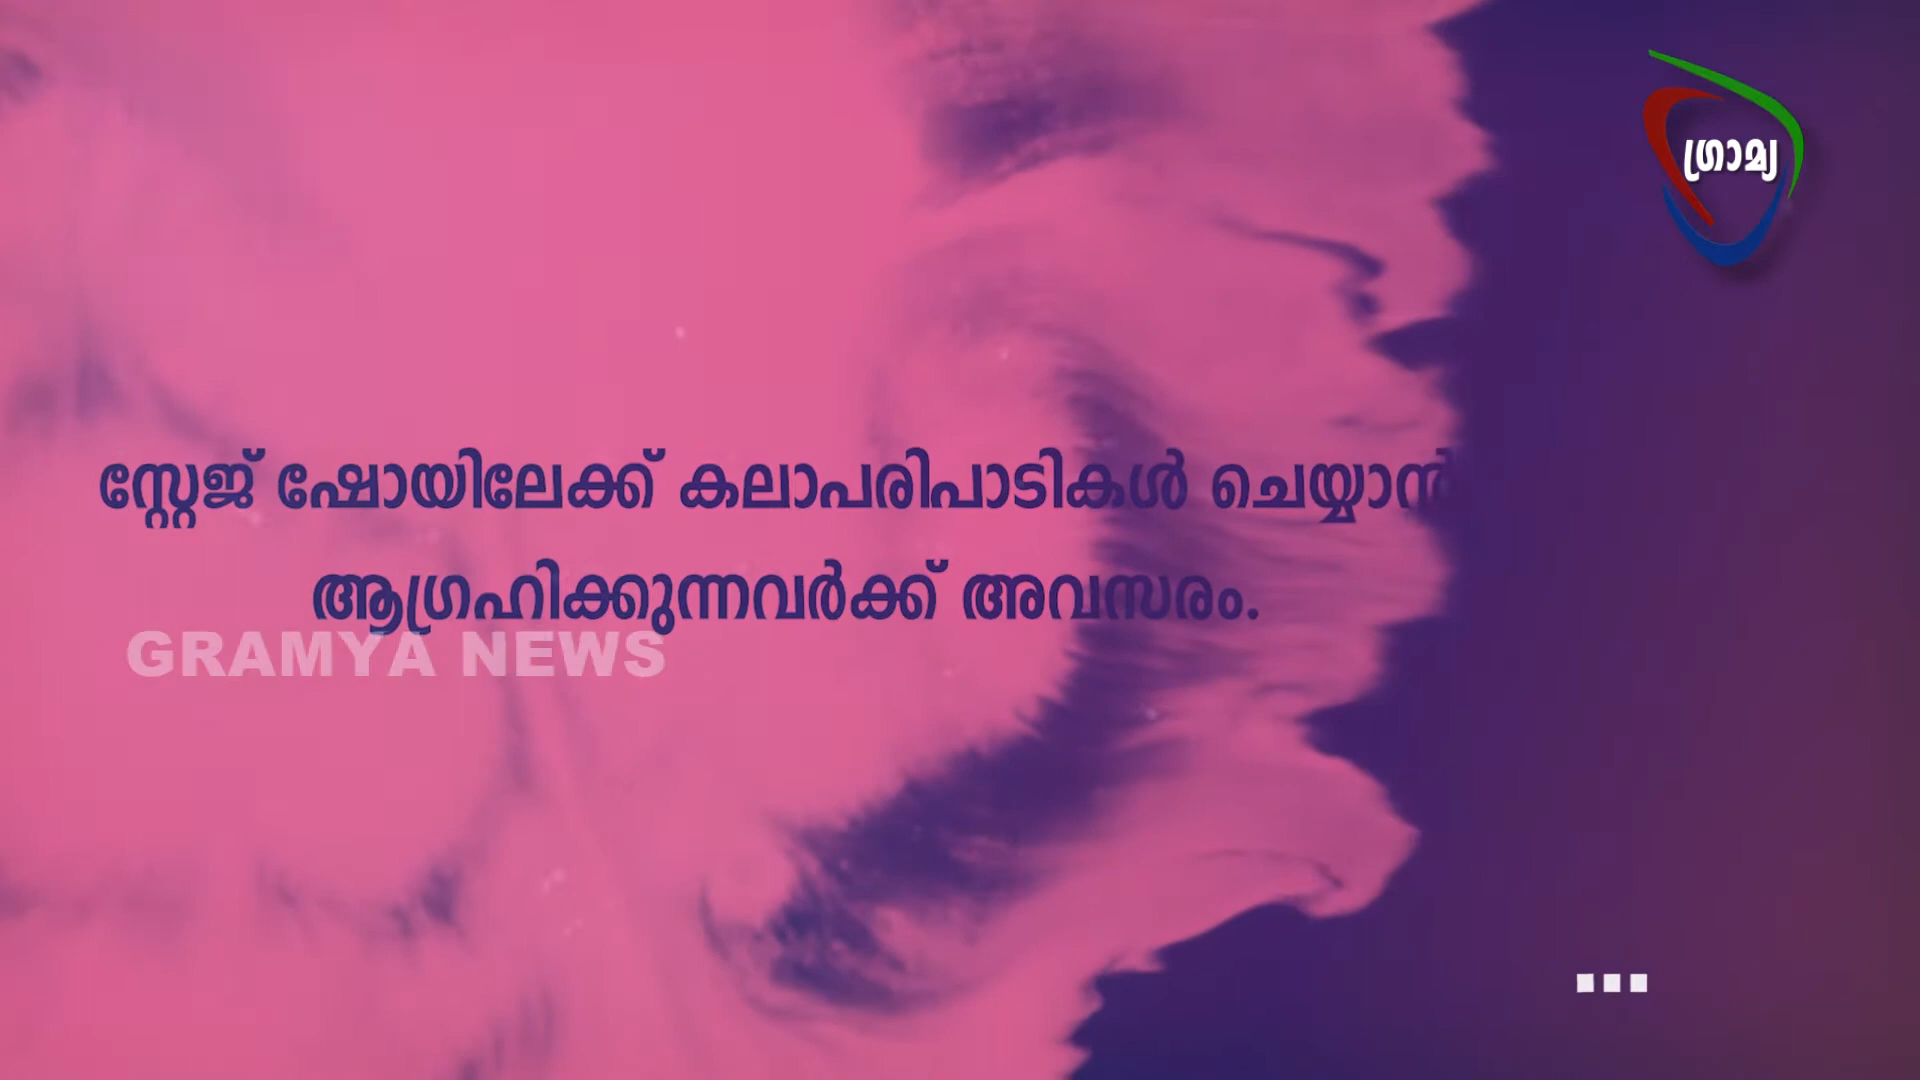 ഗ്രാമ്യ
സ്റ്റേജ് ഷോയിലേക്ക് കലാപരിപാടികൾ ചെയ്യാൻ
ആഗ്രഹിക്കുന്നവർക്ക് അവസരം.
GRAMYA NEWS
...